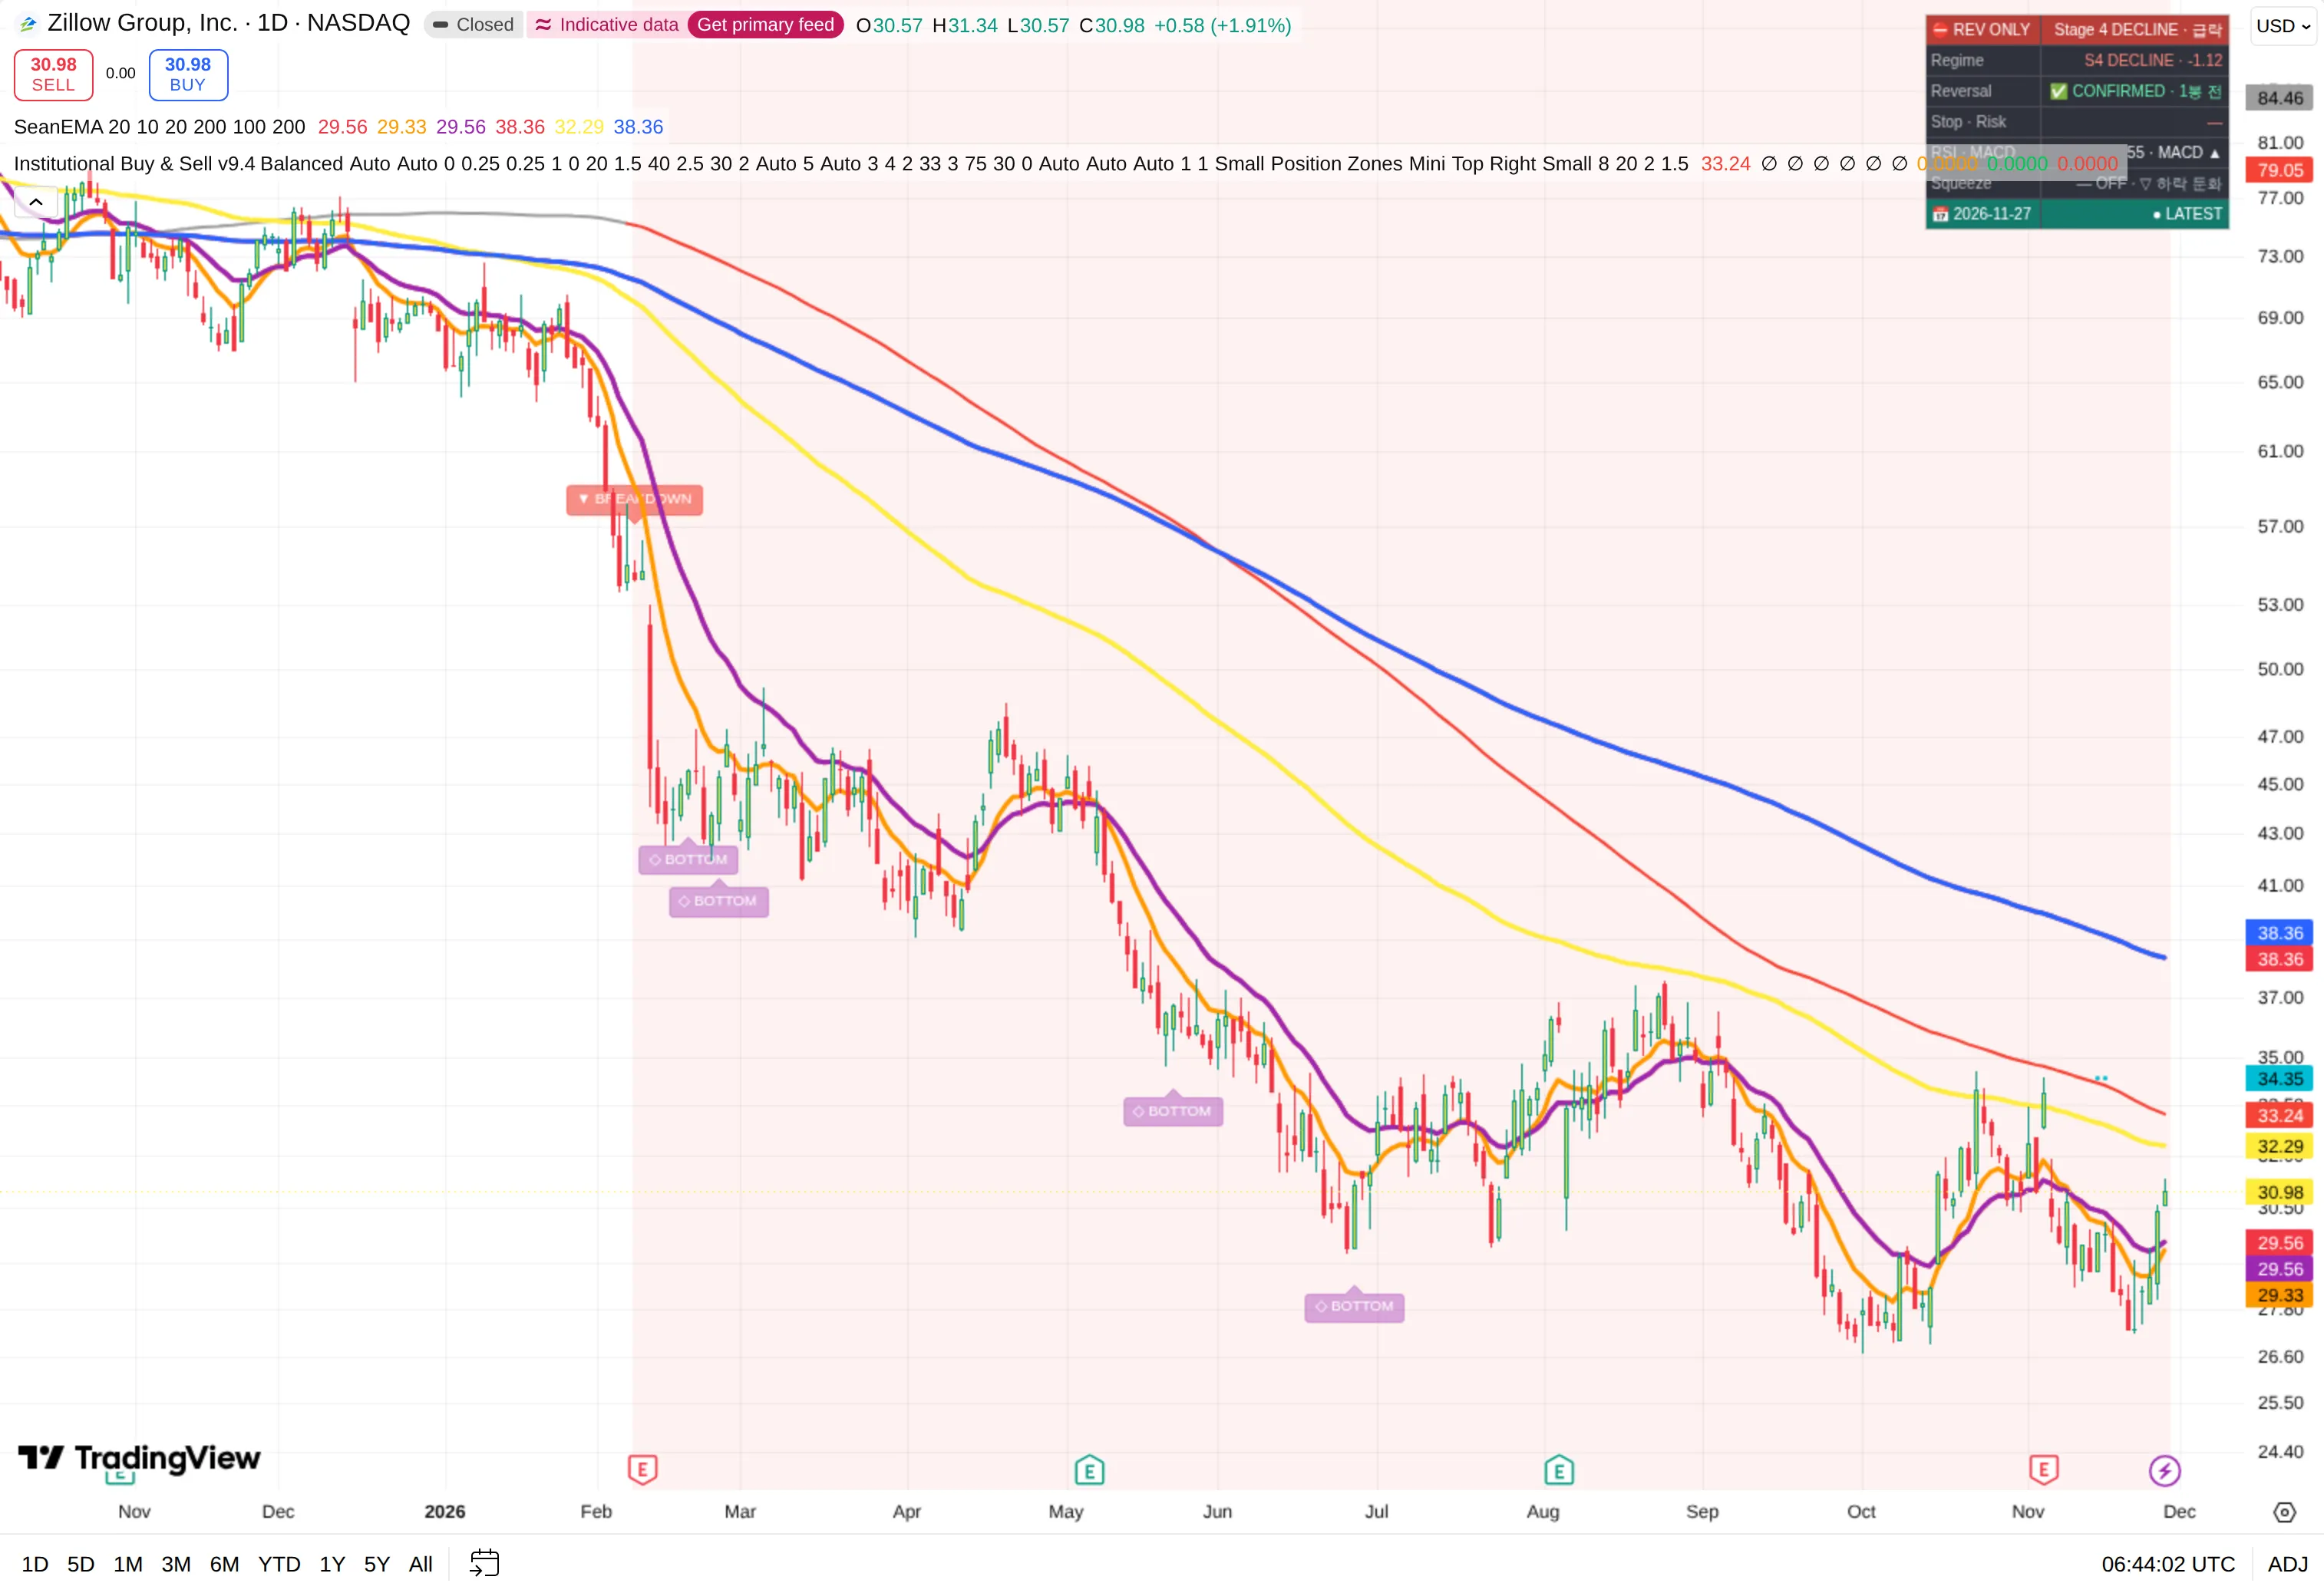 Zillow Group, Inc. · 1D · NASDAQ Closed Indicative data Get primary feed O30.57 H31.34 L30.57 C30.98 +0.58 (+1.91%)
30.98 SELL
0.00
30.98 BUY
SeanEMA 20 10 20 200 100 200 29.56 29.33 29.56 38.36 32.29 38.36
Institutional Buy & Sell v9.4 Balanced Auto Auto 0 0.25 0.25 1 0 20 1.5 40 2.5 30 2 Auto 5 Auto 3 4 2 33 3 75 30 0 Auto Auto Auto 1 1 Small Position Zones Mini Top Right Small 8 20 2 1.5 33.24 ∅ ∅ ∅ ∅ ∅ ∅ 0.0000 0.0000 0.0000
⛔ REV ONLY Stage 4 DECLINE · 급락
Regime S4 DECLINE · -1.12
Reversal ✅ CONFIRMED · 1봉 전
Stop · Risk —
RSI · MACD 55 · MACD ▲
Squeeze — OFF · ▽ 하락 둔화
📅 2026-11-27 ● LATEST
USD
84.46
81.00
79.05
77.00
73.00
69.00
65.00
61.00
57.00
53.00
50.00
47.00
45.00
43.00
41.00
38.36
38.36
37.00
35.00
34.35
33.24
32.29
30.98
30.50
29.56
29.56
29.33
27.80
26.60
25.50
24.40
▼ BREAKDOWN
◇ BOTTOM
◇ BOTTOM
◇ BOTTOM
◇ BOTTOM
TradingView
E
E
E
E
E
Nov Dec 2026 Feb Mar Apr May Jun Jul Aug Sep Oct Nov Dec
1D 5D 1M 3M 6M YTD 1Y 5Y All
06:44:02 UTC ADJ